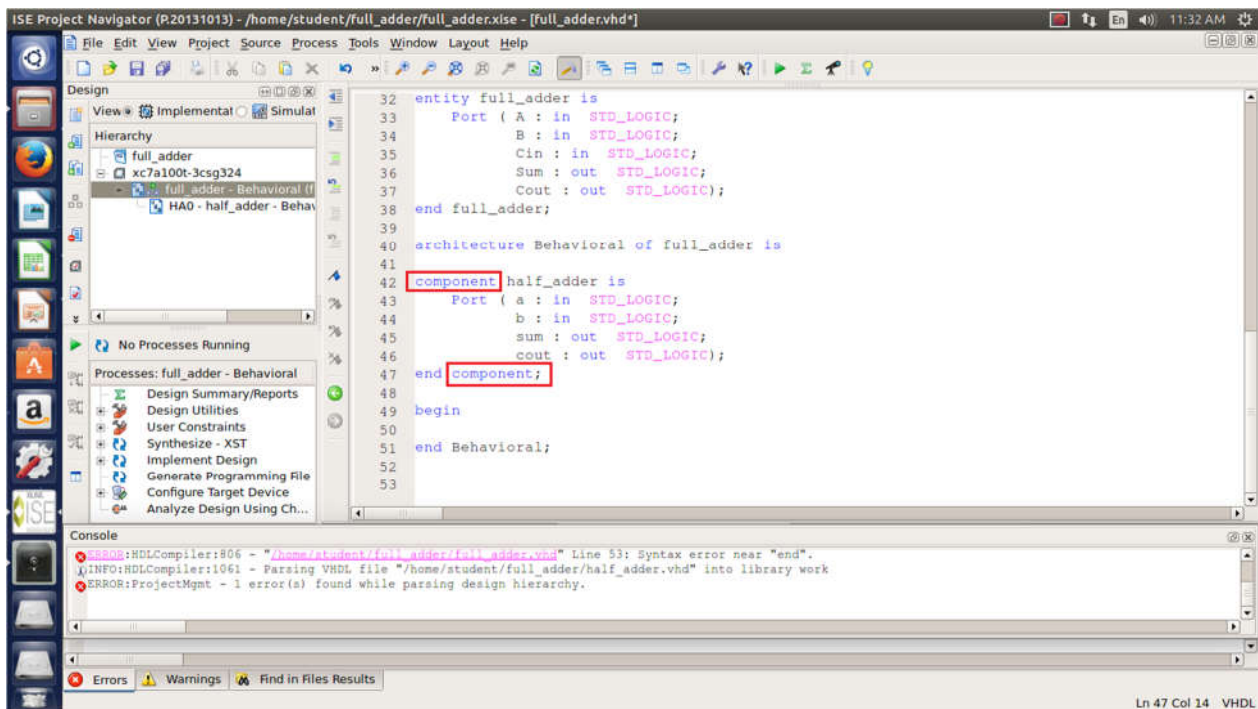 ISE Project Navigator (P.20131013) - /home/student/full_adder/full_adder.xise - [full_adder.vhd*]
En
11:32 AM
File Edit View Project Source Process Tools Window Layout Help
»
Design
View: Implementat Simulat
Hierarchy
full_adder
xc7a100t-3csg324
full_adder - Behavioral (f
HA0 - half_adder - Behav
No Processes Running
Processes: full_adder - Behavioral
Design Summary/Reports
Design Utilities
User Constraints
Synthesize - XST
Implement Design
Generate Programming File
Configure Target Device
Analyze Design Using Ch...
32 entity full_adder is
33 Port ( A : in STD_LOGIC;
34 B : in STD_LOGIC;
35 Cin : in STD_LOGIC;
36 Sum : out STD_LOGIC;
37 Cout : out STD_LOGIC);
38 end full_adder;
39
40 architecture Behavioral of full_adder is
41
42 component half_adder is
43 Port ( a : in STD_LOGIC;
44 b : in STD_LOGIC;
45 sum : out STD_LOGIC;
46 cout : out STD_LOGIC);
47 end component;
48
49 begin
50
51 end Behavioral;
52
53
ISE
Console
ERROR:HDLCompiler:806 - "/home/student/full_adder/full_adder.vhd" Line 53: Syntax error near "end".
INFO:HDLCompiler:1061 - Parsing VHDL file "/home/student/full_adder/half_adder.vhd" into library work
ERROR:ProjectMgmt - 1 error(s) found while parsing design hierarchy.
Errors Warnings Find in Files Results
Ln 47 Col 14 VHDL